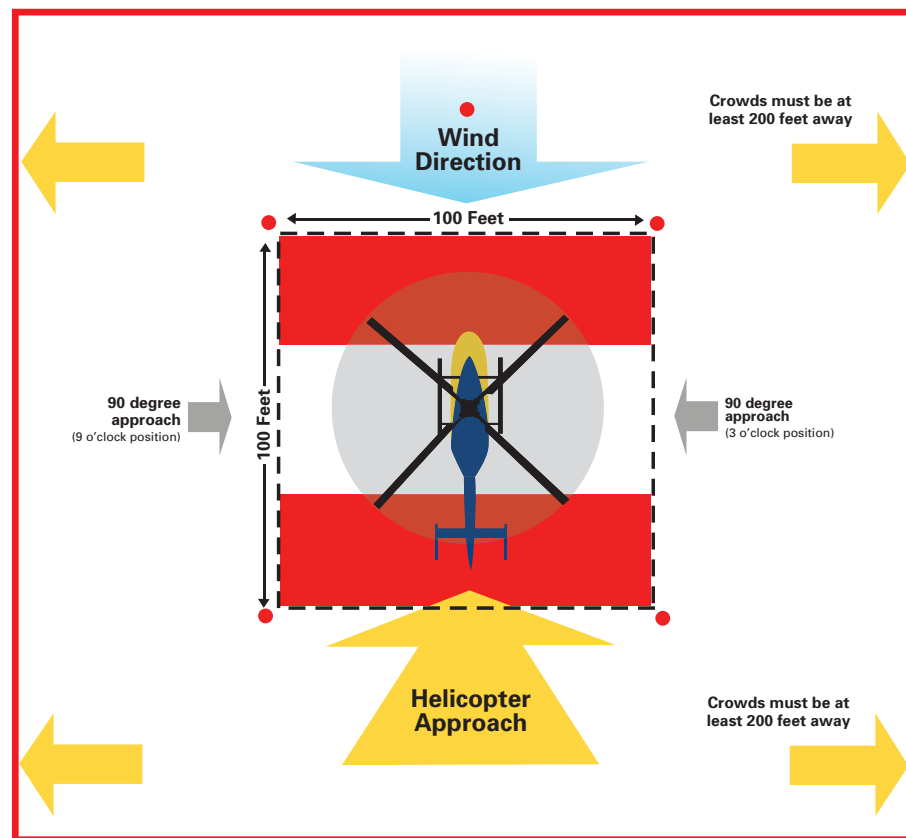 Crowds must be at
least 200 feet away
Wind
Direction
100 Feet
100 Feet
90 degree
approach
(9 o'clock position)
90 degree
approach
(3 o'clock position)
Helicopter
Approach
Crowds must be at
least 200 feet away